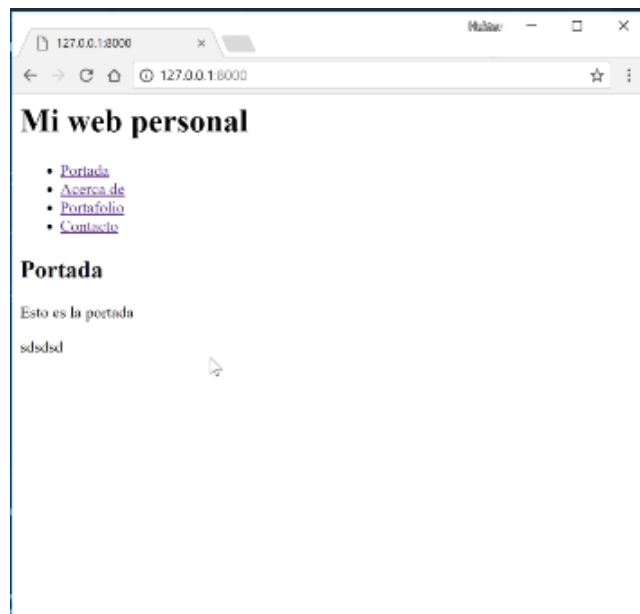 127.0.0.1:8000
127.0.0.1:8000
Mi web personal
Portada
Acerca de
Portafolio
Contacto
Portada
Esto es la portada
sdsdsd